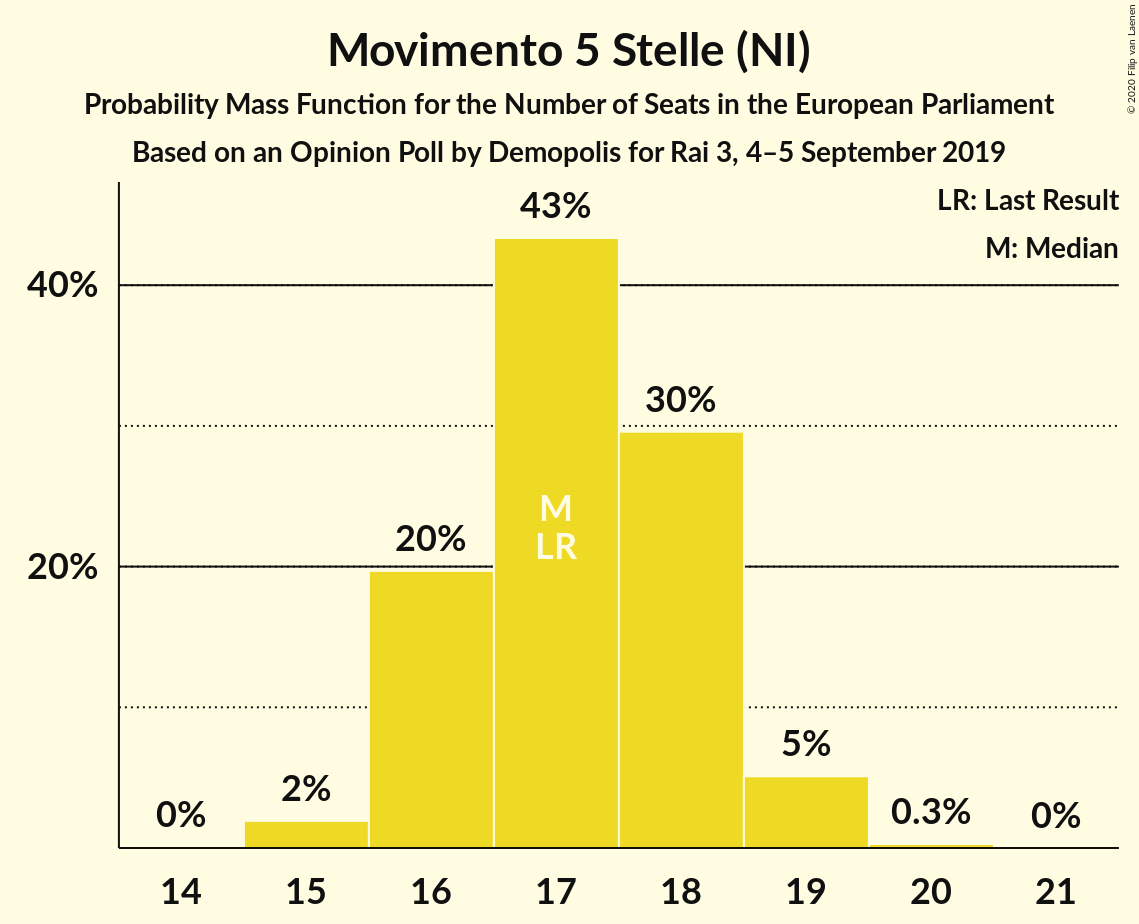 Movimento 5 Stelle (NI)
Probability Mass Function for the Number of Seats in the European Parliament
Based on an Opinion Poll by Demopolis for Rai 3, 4–5 September 2019
© 2020 Filip van Laenen
LR: Last Result
M: Median
40%
20%
0%
2%
20%
43%
M
LR
30%
5%
0.3%
0%
14 15 16 17 18 19 20 21